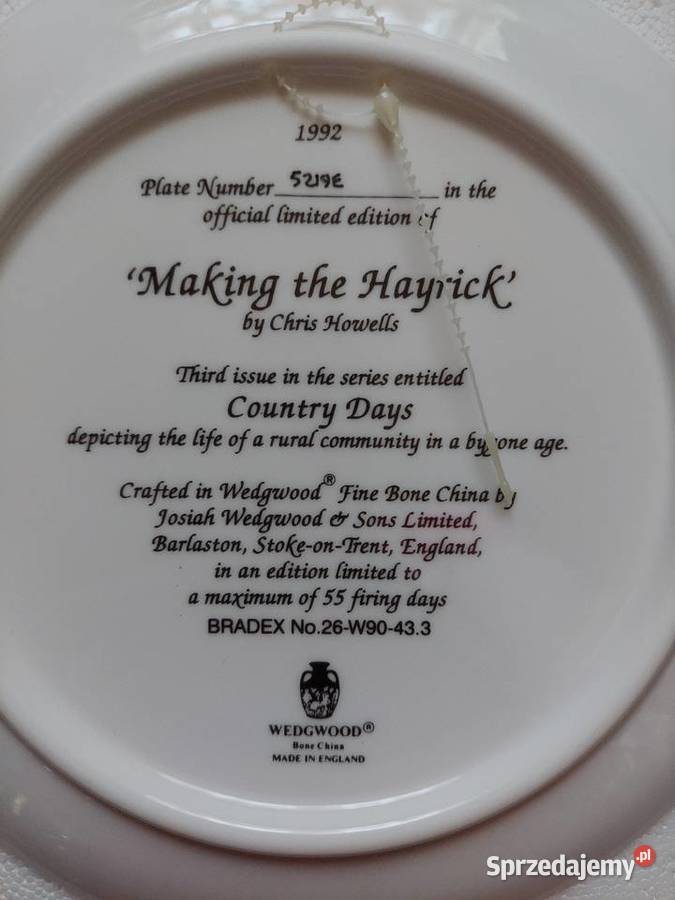 1992
Plate Number 5219E in the
official limited edition of
‘Making the Hayrick’
by Chris Howells
Third issue in the series entitled
Country Days
depicting the life of a rural community in a bygone age.
Crafted in Wedgwood® Fine Bone China by
Josiah Wedgwood & Sons Limited,
Barlaston, Stoke-on-Trent, England,
in an edition limited to
a maximum of 55 firing days
BRADEX No.26-W90-43.3
WEDGWOOD®
Bone China
MADE IN ENGLAND
Sprzedajemy.pl